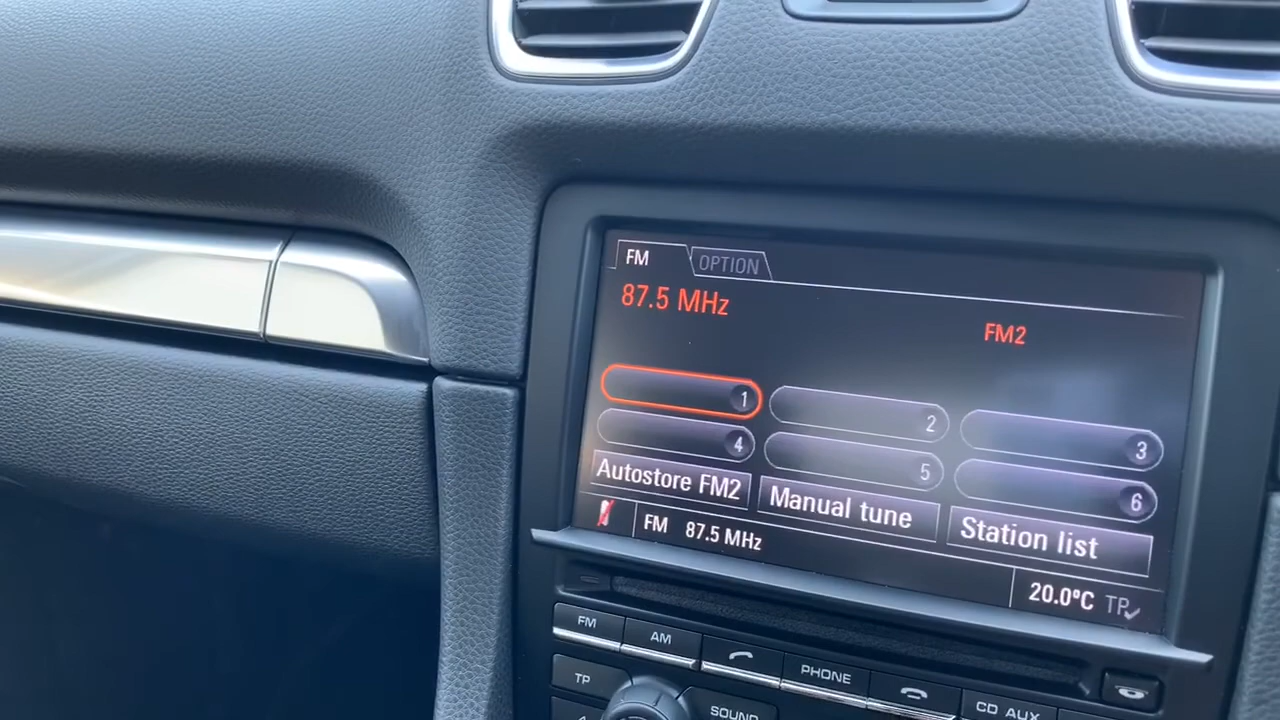 FM OPTION
87.5 MHz
FM2
1 2 3
4 5 6
Autostore FM2 Manual tune Station list
FM 87.5 MHz
20.0ºC TP
FM AM PHONE
TP SOUND CD AUX